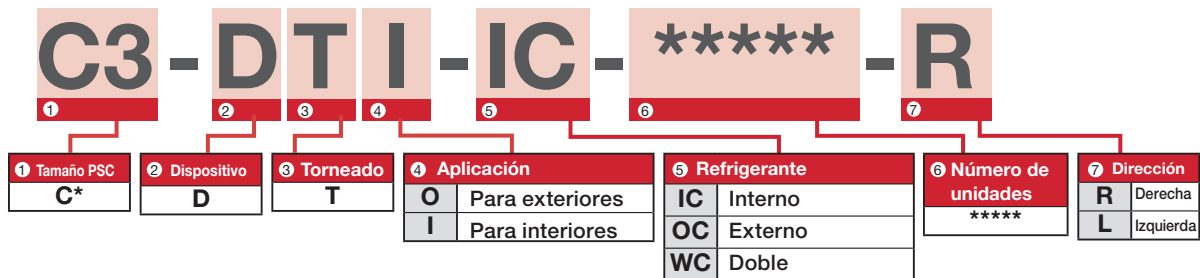 C3 - D T I - IC - ***** - R
1 2 3 4 5 6 7
1 Tamaño PSC
C*
2 Dispositivo
D
3 Torneado
T
4 Aplicación
O Para exteriores
I Para interiores
5 Refrigerante
IC Interno
OC Externo
WC Doble
6 Número de
unidades
*****
7 Dirección
R Derecha
L Izquierda